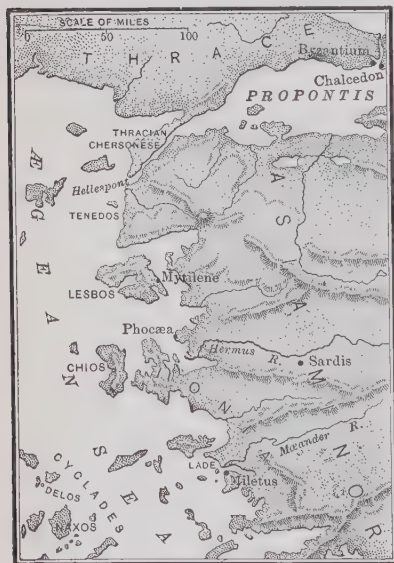 SCALE OF MILES
0 50 100
THRACE
Byzantium
Chalcedon
PROPONTIS
THRACIAN
CHERSONESE
Hellespont
TENEDOS
ÆGEAN SEA
ASIA MINOR
Mytilene
LESBOS
Phocæa
Hermus R.
Sardis
CHIOS
IONIA
Mæander R.
LADE
Miletus
CYCLADES
DELOS
NAXOS